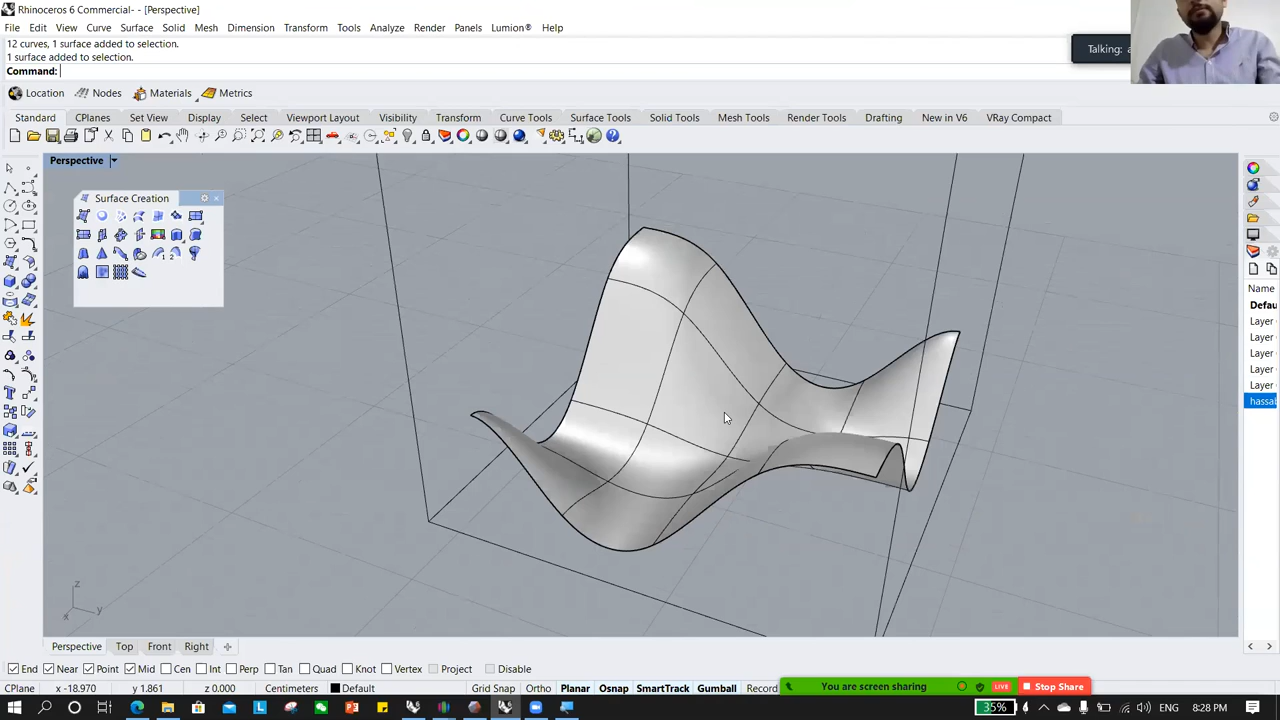 Rhinoceros 6 Commercial- - [Perspective]
File Edit View Curve Surface Solid Mesh Dimension Transform Tools Analyze Render Panels Lumion® Help
12 curves, 1 surface added to selection.
1 surface added to selection.
Command:
Talking: a
Location Nodes Materials Metrics
Standard CPlanes Set View Display Select Viewport Layout Visibility Transform Curve Tools Surface Tools Solid Tools Mesh Tools Render Tools Drafting New in V6 VRay Compact
Perspective
Surface Creation
Name
Defau
Layer
Layer
Layer
Layer
Layer
hassal
z
y
x
Perspective Top Front Right
End Near Point Mid Cen Int Perp Tan Quad Knot Vertex Project Disable
CPlane x -18.970 y 1.861 z 0.000 Centimeters Default Grid Snap Ortho Planar Osnap SmartTrack Gumball Record
You are screen sharing LIVE Stop Share
35% ENG 8:28 PM